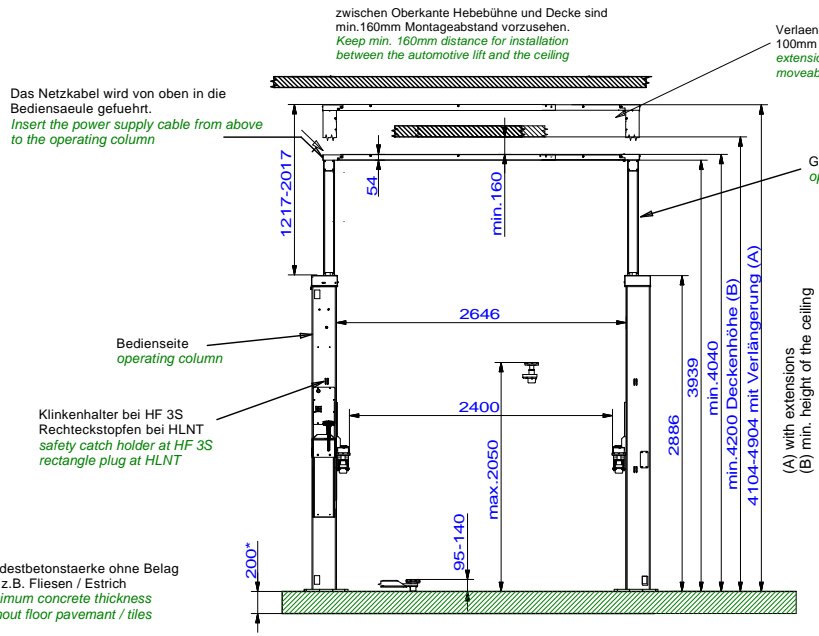 zwischen Oberkante Hebebühne und Decke sind
min.160mm Montageabstand vorzusehen.
Keep min. 160mm distance for installation
between the automotive lift and the ceiling
Verlaen
100mm
extensio
moveab
Das Netzkabel wird von oben in die
Bediensaeule gefuehrt.
Insert the power supply cable from above
to the operating column
G
op
1217-2017
54
min.160
2646
2400
max.2050
95-140
200*
2886
3939
min.4040
min.4200 Deckenhöhe (B)
4104-4904 mit Verlängerung (A)
(A) with extensions
(B) min. height of the ceiling
Bedienseite
operating column
Klinkenhalter bei HF 3S
Rechteckstopfen bei HLNT
safety catch holder at HF 3S
rectangle plug at HLNT
destbetonstaerke ohne Belag
z.B. Fliesen / Estrich
imum concrete thickness
hout floor pavemant / tiles